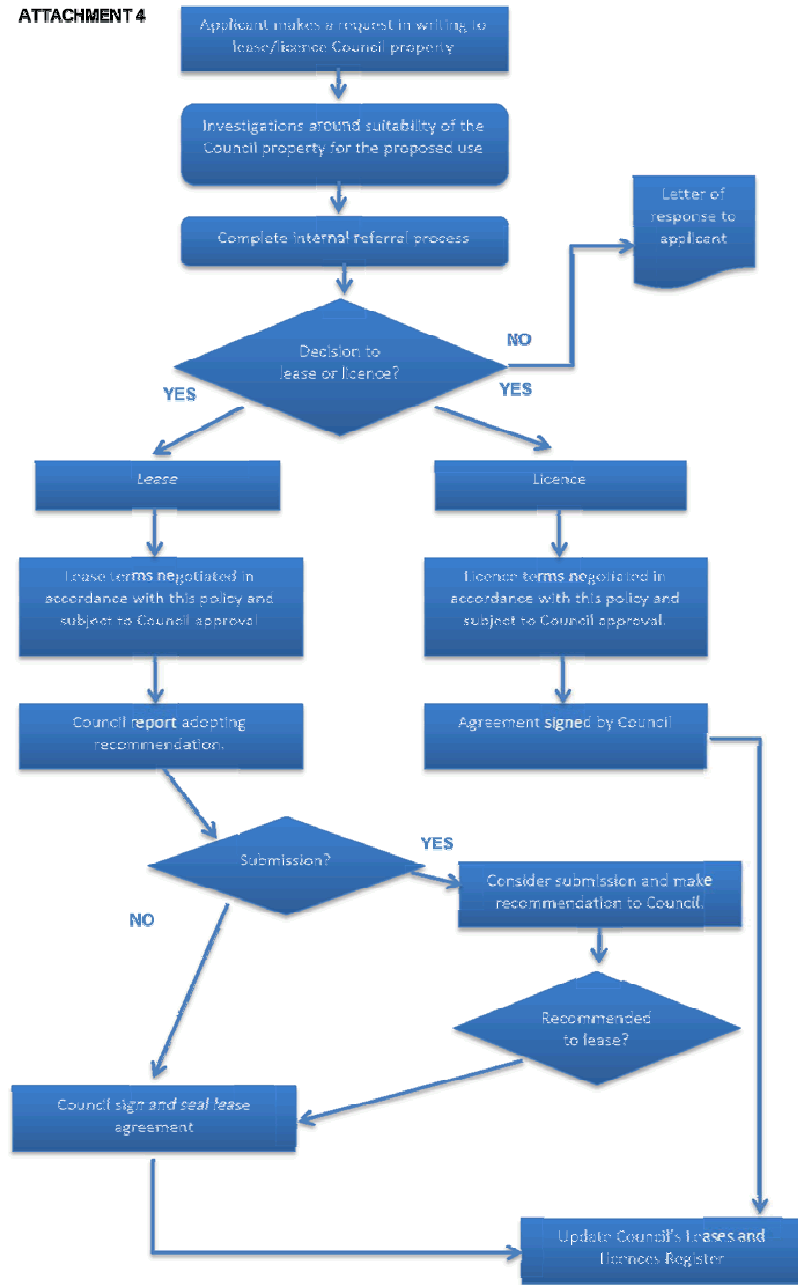 ATTACHMENT 4
Applicant makes a request in writing to
lease/licence Council property
Investigations around suitability of the
Council property for the proposed use
Complete internal referral process
Letter of
response to
applicant
Decision to
lease or licence?
NO
YES
YES
Lease
Licence
Lease terms negotiated in
accordance with this policy and
subject to Council approval
Licence terms negotiated in
accordance with this policy and
subject to Council approval.
Council report adopting
recommendation.
Agreement signed by Council
Submission?
YES
Consider submission and make
recommendation to Council.
NO
Recommended
to lease?
Council sign and seal lease
agreement
Update Council's Leases and
Licences Register